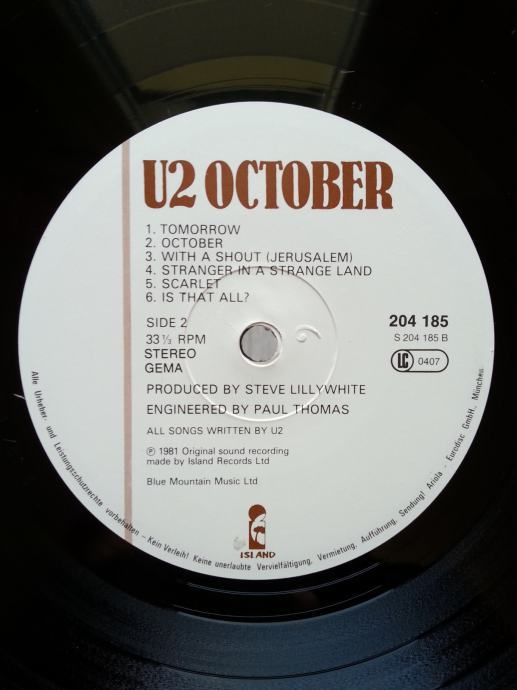 U2 OCTOBER
1. TOMORROW
2. OCTOBER
3. WITH A SHOUT (JERUSALEM)
4. STRANGER IN A STRANGE LAND
5. SCARLET
6. IS THAT ALL?
SIDE 2
33⅓ RPM
STEREO
GEMA
204 185
S 204 185 B
LC 0407
PRODUCED BY STEVE LILLYWHITE
ENGINEERED BY PAUL THOMAS
ALL SONGS WRITTEN BY U2
℗ 1981 Original sound recording
made by Island Records Ltd
Blue Mountain Music Ltd
ISLAND
Alle Urheber- und Leistungsschutzrechte vorbehalten – Kein Verleih! Keine unerlaubte Vervielfältigung, Vermietung, Aufführung, Sendung! Ariola - Eurodisc GmbH., München.